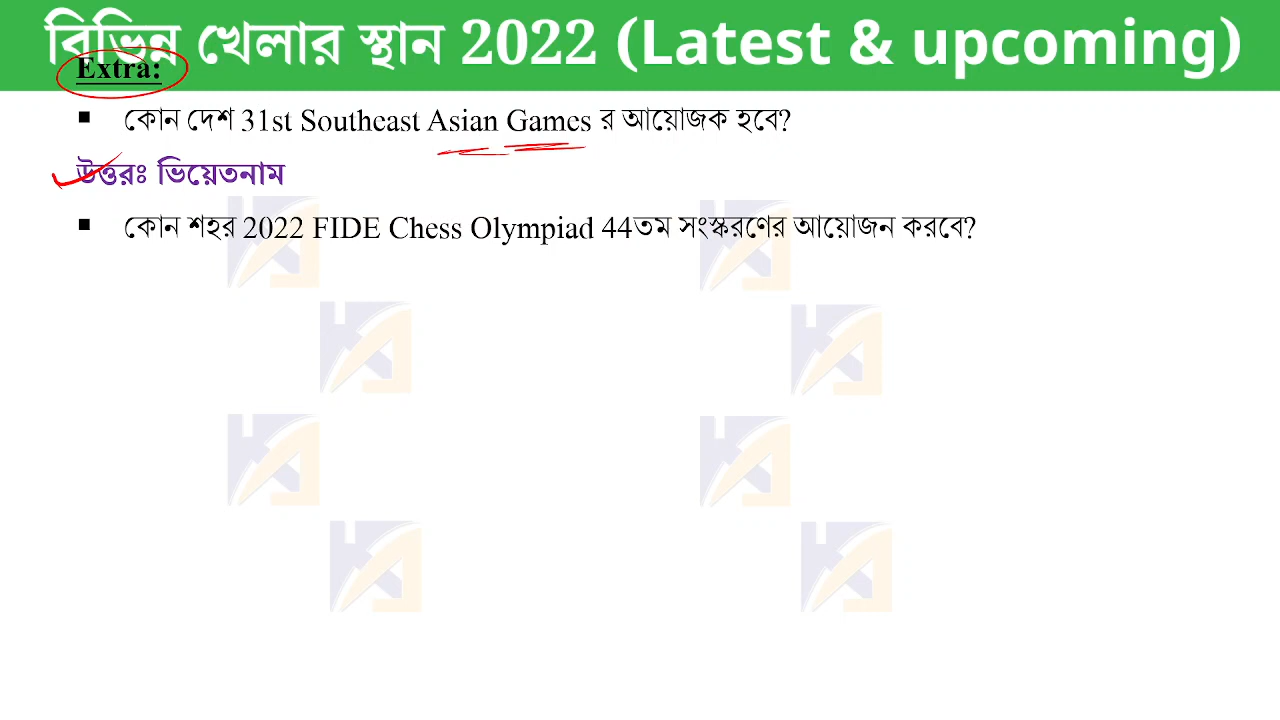 বিভিন্ন খেলার স্থান 2022 (Latest & upcoming)
Extra:
▪ কোন দেশ 31st Southeast Asian Games র আয়োজক হবে?
উত্তরঃ ভিয়েতনাম
▪ কোন শহর 2022 FIDE Chess Olympiad 44তম সংস্করণের আয়োজন করবে?